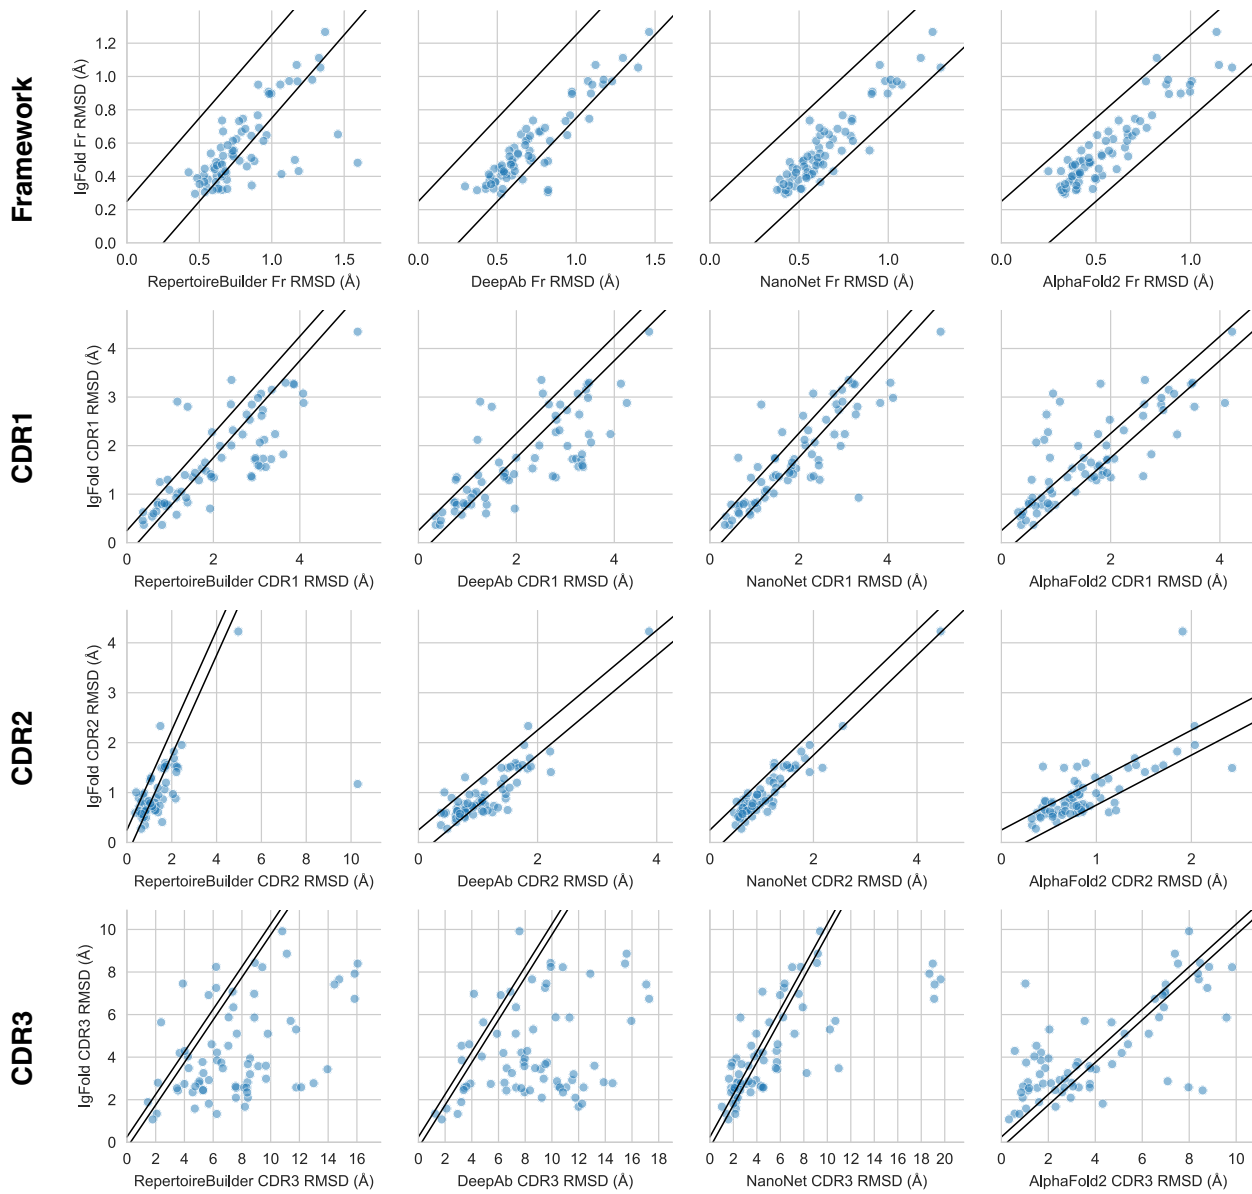 Framework
IgFold Fr RMSD (Å)
1.2
1.0
0.8
0.6
0.4
0.2
0.0
0.0 0.5 1.0 1.5
RepertoireBuilder Fr RMSD (Å)
0.0 0.5 1.0 1.5
DeepAb Fr RMSD (Å)
0.0 0.5 1.0
NanoNet Fr RMSD (Å)
0.0 0.5 1.0
AlphaFold2 Fr RMSD (Å)
CDR1
IgFold CDR1 RMSD (Å)
4
3
2
1
0
0 2 4
RepertoireBuilder CDR1 RMSD (Å)
0 2 4
DeepAb CDR1 RMSD (Å)
0 2 4
NanoNet CDR1 RMSD (Å)
0 2 4
AlphaFold2 CDR1 RMSD (Å)
CDR2
IgFold CDR2 RMSD (Å)
4
3
2
1
0
0 2 4 6 8 10
RepertoireBuilder CDR2 RMSD (Å)
0 2 4
DeepAb CDR2 RMSD (Å)
0 2 4
NanoNet CDR2 RMSD (Å)
0 1 2
AlphaFold2 CDR2 RMSD (Å)
CDR3
IgFold CDR3 RMSD (Å)
10
8
6
4
2
0
0 2 4 6 8 10 12 14 16
RepertoireBuilder CDR3 RMSD (Å)
0 2 4 6 8 10 12 14 16 18
DeepAb CDR3 RMSD (Å)
0 2 4 6 8 10 12 14 16 18 20
NanoNet CDR3 RMSD (Å)
0 2 4 6 8 10
AlphaFold2 CDR3 RMSD (Å)